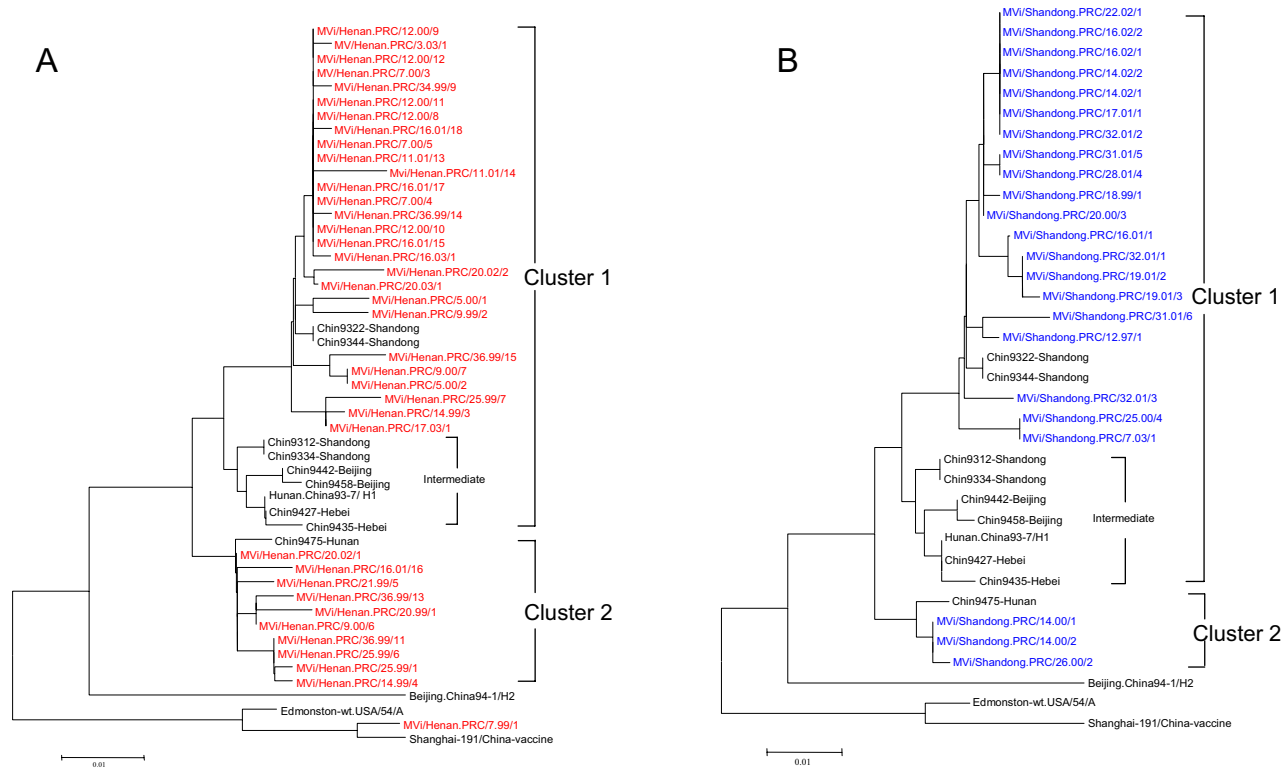 A
MVi/Henan.PRC/12.00/9
MV/Henan.PRC/3.03/1
MVi/Henan.PRC/12.00/12
MV/Henan.PRC/7.00/3
MVi/Henan.PRC/34.99/9
MVi/Henan.PRC/12.00/11
MVi/Henan.PRC/12.00/8
MVi/Henan.PRC/16.01/18
MVi/Henan.PRC/7.00/5
MVi/Henan.PRC/11.01/13
Mvi/Henan.PRC/11.01/14
MVi/Henan.PRC/16.01/17
MVi/Henan.PRC/7.00/4
MVi/Henan.PRC/36.99/14
MVi/Henan.PRC/12.00/10
MVi/Henan.PRC/16.01/15
MVi/Henan.PRC/16.03/1
MVi/Henan.PRC/20.02/2
MVi/Henan.PRC/20.03/1
MVi/Henan.PRC/5.00/1
MVi/Henan.PRC/9.99/2
Chin9322-Shandong
Chin9344-Shandong
MVi/Henan.PRC/36.99/15
MVi/Henan.PRC/9.00/7
MVi/Henan.PRC/5.00/2
MVi/Henan.PRC/25.99/7
MVi/Henan.PRC/14.99/3
MVi/Henan.PRC/17.03/1
Chin9312-Shandong
Chin9334-Shandong
Chin9442-Beijing
Chin9458-Beijing
Hunan.China93-7/ H1
Chin9427-Hebei
Chin9435-Hebei
Intermediate
Cluster 1
Chin9475-Hunan
MVi/Henan.PRC/20.02/1
MVi/Henan.PRC/16.01/16
MVi/Henan.PRC/21.99/5
MVi/Henan.PRC/36.99/13
MVi/Henan.PRC/20.99/1
MVi/Henan.PRC/9.00/6
MVi/Henan.PRC/36.99/11
MVi/Henan.PRC/25.99/6
MVi/Henan.PRC/25.99/1
MVi/Henan.PRC/14.99/4
Cluster 2
Beijing.China94-1/H2
Edmonston-wt.USA/54/A
MVi/Henan.PRC/7.99/1
Shanghai-191/China-vaccine
0.01
B
MVi/Shandong.PRC/22.02/1
MVi/Shandong.PRC/16.02/2
MVi/Shandong.PRC/16.02/1
MVi/Shandong.PRC/14.02/2
MVi/Shandong.PRC/14.02/1
MVi/Shandong.PRC/17.01/1
MVi/Shandong.PRC/32.01/2
MVi/Shandong.PRC/31.01/5
MVi/Shandong.PRC/28.01/4
MVi/Shandong.PRC/18.99/1
MVi/Shandong.PRC/20.00/3
MVi/Shandong.PRC/16.01/1
MVi/Shandong.PRC/32.01/1
MVi/Shandong.PRC/19.01/2
MVi/Shandong.PRC/19.01/3
MVi/Shandong.PRC/31.01/6
MVi/Shandong.PRC/12.97/1
Chin9322-Shandong
Chin9344-Shandong
MVi/Shandong.PRC/32.01/3
MVi/Shandong.PRC/25.00/4
MVi/Shandong.PRC/7.03/1
Chin9312-Shandong
Chin9334-Shandong
Chin9442-Beijing
Chin9458-Beijing
Hunan.China93-7/H1
Chin9427-Hebei
Chin9435-Hebei
Intermediate
Cluster 1
Chin9475-Hunan
MVi/Shandong.PRC/14.00/1
MVi/Shandong.PRC/14.00/2
MVi/Shandong.PRC/26.00/2
Cluster 2
Beijing.China94-1/H2
Edmonston-wt.USA/54/A
Shanghai-191/China-vaccine
0.01